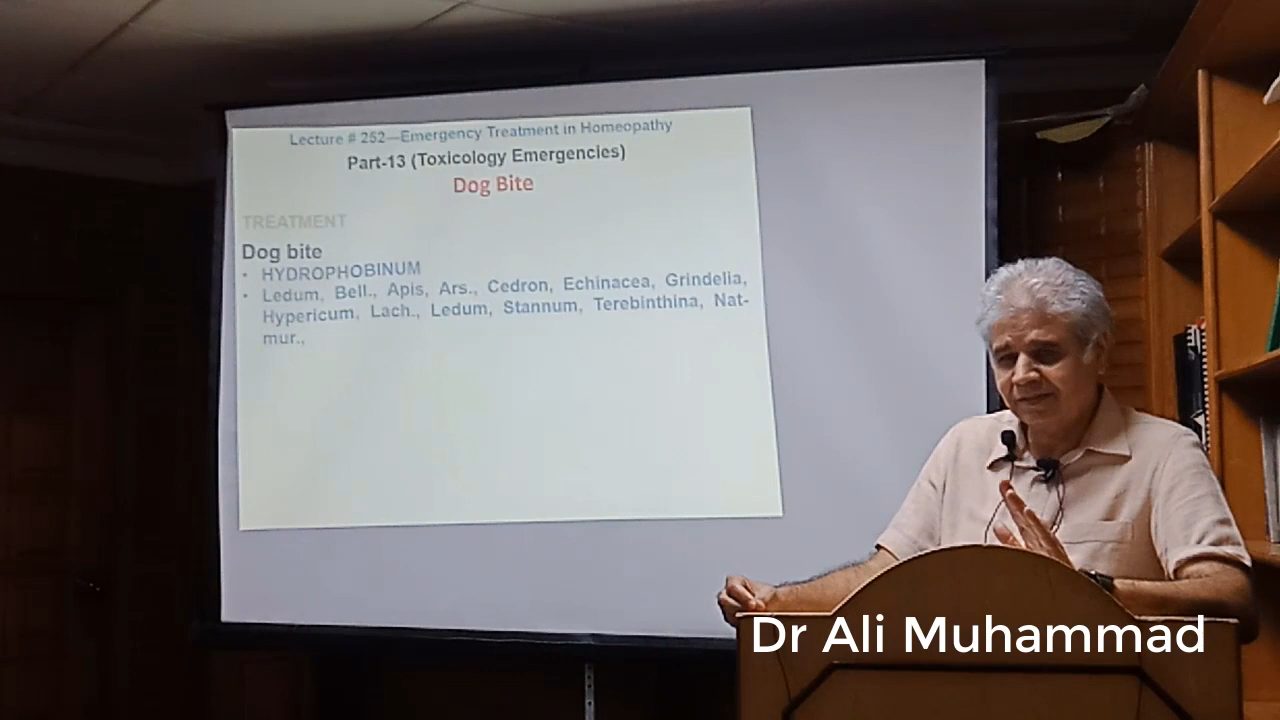 Lecture # 252—Emergency Treatment in Homeopathy
Part-13 (Toxicology Emergencies)
Dog Bite
TREATMENT
Dog bite
• HYDROPHOBINUM
• Ledum, Bell., Apis, Ars., Cedron, Echinacea, Grindelia,
Hypericum, Lach., Ledum, Stannum, Terebinthina, Nat-
mur.,
Dr Ali Muhammad